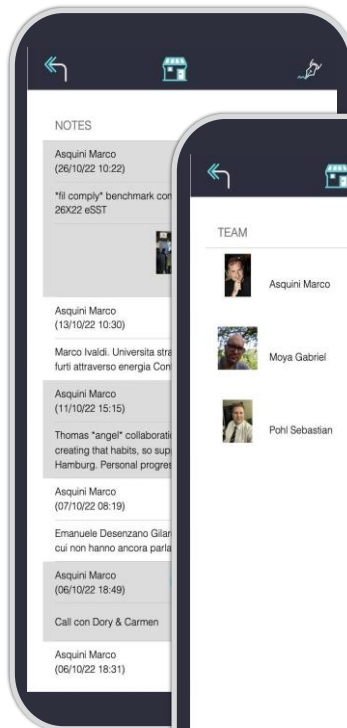 NOTES
Asquini Marco
(26/10/22 10:22)
"fil comply" benchmark con
26X22 eSST
Asquini Marco
(13/10/22 10:30)
Marco Ivaldi. Universita stra
furti attraverso energia Con
Asquini Marco
(11/10/22 15:15)
Thomas "angel" collaborati
creating that habits, so sup
Hamburg. Personal progres
Asquini Marco
(07/10/22 08:19)
Emanuele Desenzano Gilar
cui non hanno ancora parla
Asquini Marco
(06/10/22 18:49)
Call con Dory & Carmen
Asquini Marco
(06/10/22 18:31)
TEAM
Asquini Marco
Moya Gabriel
Pohl Sebastian